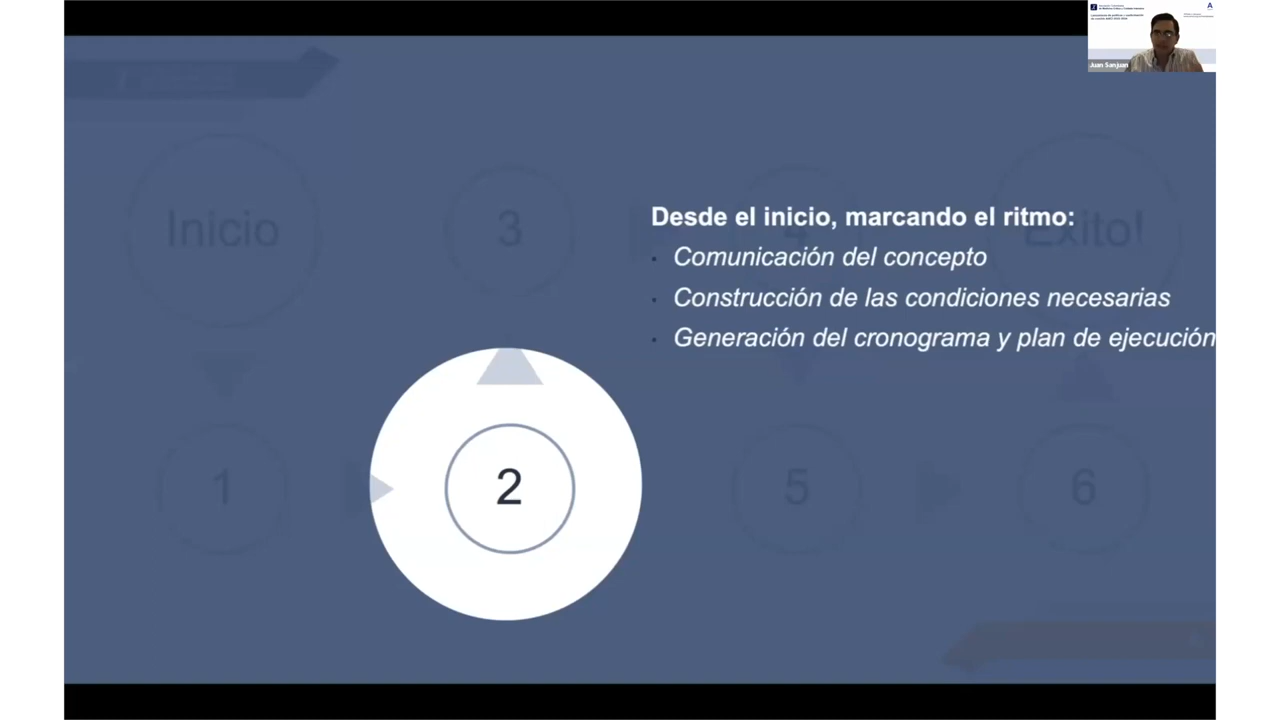 Juan Sanjuan
Inicio
3
4
Éxito!
Desde el inicio, marcando el ritmo:
Comunicación del concepto
Construcción de las condiciones necesarias
Generación del cronograma y plan de ejecución
1
2
5
6